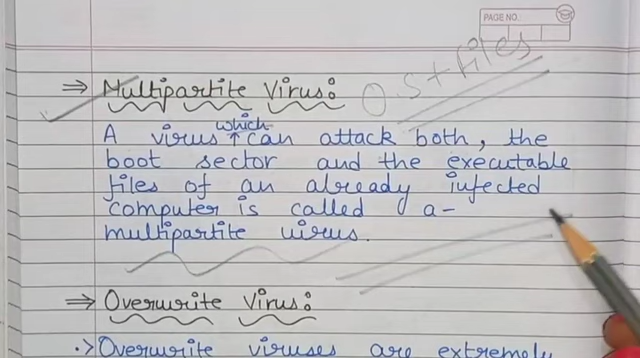 PAGE NO.
⇒ Multipartite Virus: O.S + files
A virus which can attack both, the
boot sector and the executable
files of an already infected
computer is called a-
multipartite virus.
⇒ Overwrite Virus:
.> Overwrite viruses are extremely